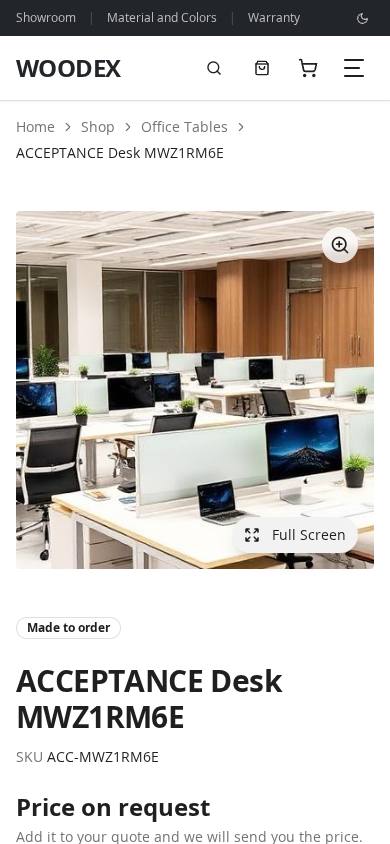 Showroom
Material and Colors
Warranty
WOODEX
Home
Shop
Office Tables
ACCEPTANCE Desk MWZ1RM6E
Full Screen
Made to order
ACCEPTANCE Desk
MWZ1RM6E
SKU ACC-MWZ1RM6E
Price on request
Add it to your quote and we will send you the price.